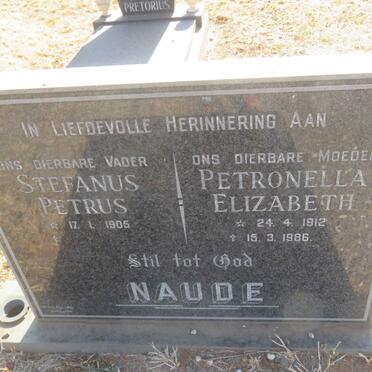 PRETORIUS
IN LIEFDEVOLLE HERINNERING AAN
ONS DIERBARE VADER
STEFANUS
PETRUS
☆ 17. 1. 1905
ONS DIERBARE MOEDER
PETRONELLA
ELIZABETH
☆ 24. 4. 1912
✝ 15. 3. 1986.
Stil tot God
NAUDE